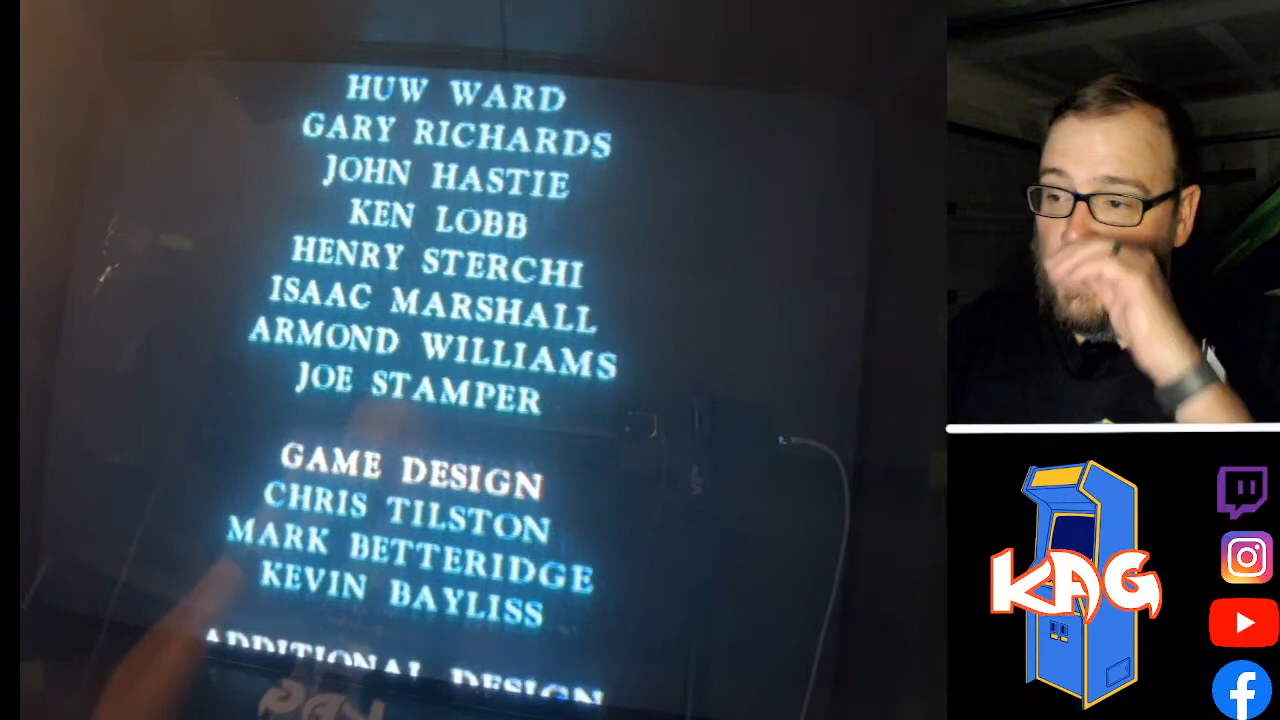 HUW WARD
GARY RICHARDS
JOHN HASTIE
KEN LOBB
HENRY STERCHI
ISAAC MARSHALL
ARMOND WILLIAMS
JOE STAMPER
GAME DESIGN
CHRIS TILSTON
MARK BETTERIDGE
KEVIN BAYLISS
ADDITIONAL DESIGN
KAG